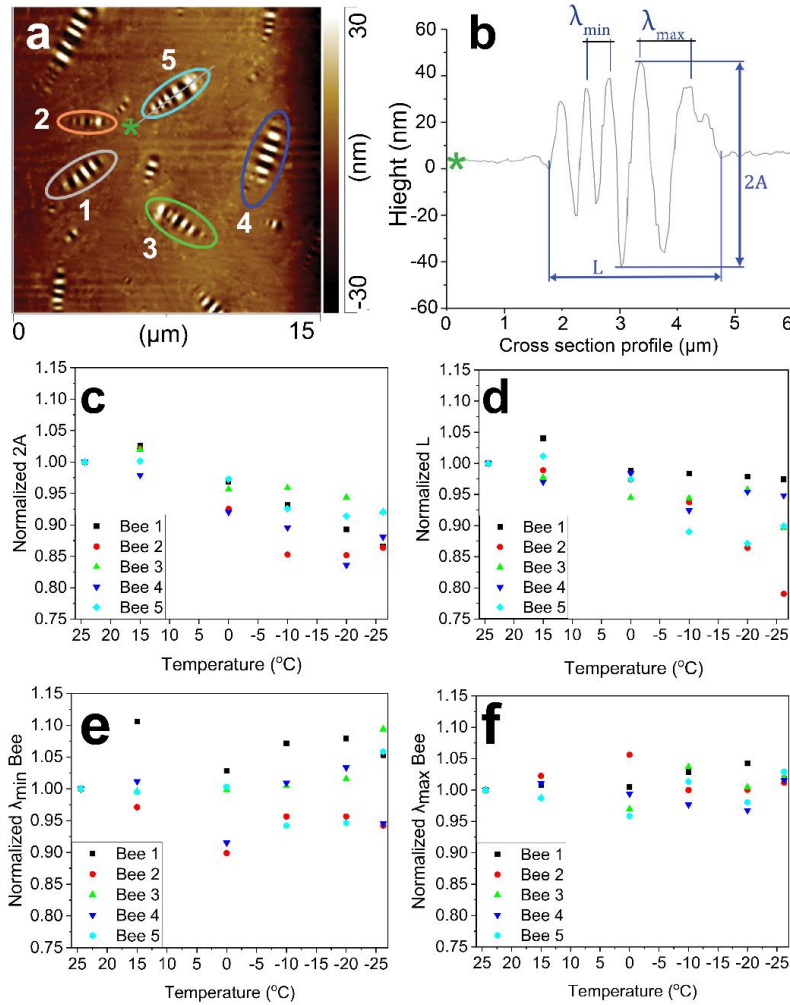 a
5
2
*
1
3
4
0
(µm)
15
30
(nm)
-30
b
λmin
λmax
2A
L
*
60
40
20
0
-20
-40
-60
Hieght (nm)
0 1 2 3 4 5 6
Cross section profile (µm)
c
1.15
1.10
1.05
1.00
0.95
0.90
0.85
0.80
0.75
Normalized 2A
Bee 1
Bee 2
Bee 3
Bee 4
Bee 5
25 20 15 10 5 0 -5 -10 -15 -20 -25
Temperature (°C)
d
1.15
1.10
1.05
1.00
0.95
0.90
0.85
0.80
0.75
Normalized L
Bee 1
Bee 2
Bee 3
Bee 4
Bee 5
25 20 15 10 5 0 -5 -10 -15 -20 -25
Temperature (°C)
e
1.15
1.10
1.05
1.00
0.95
0.90
0.85
0.80
0.75
Normalized λmin Bee
Bee 1
Bee 2
Bee 3
Bee 4
Bee 5
25 20 15 10 5 0 -5 -10 -15 -20 -25
Temperature (°C)
f
1.15
1.10
1.05
1.00
0.95
0.90
0.85
0.80
0.75
Normalized λmax Bee
Bee 1
Bee 2
Bee 3
Bee 4
Bee 5
25 20 15 10 5 0 -5 -10 -15 -20 -25
Temperature (°C)